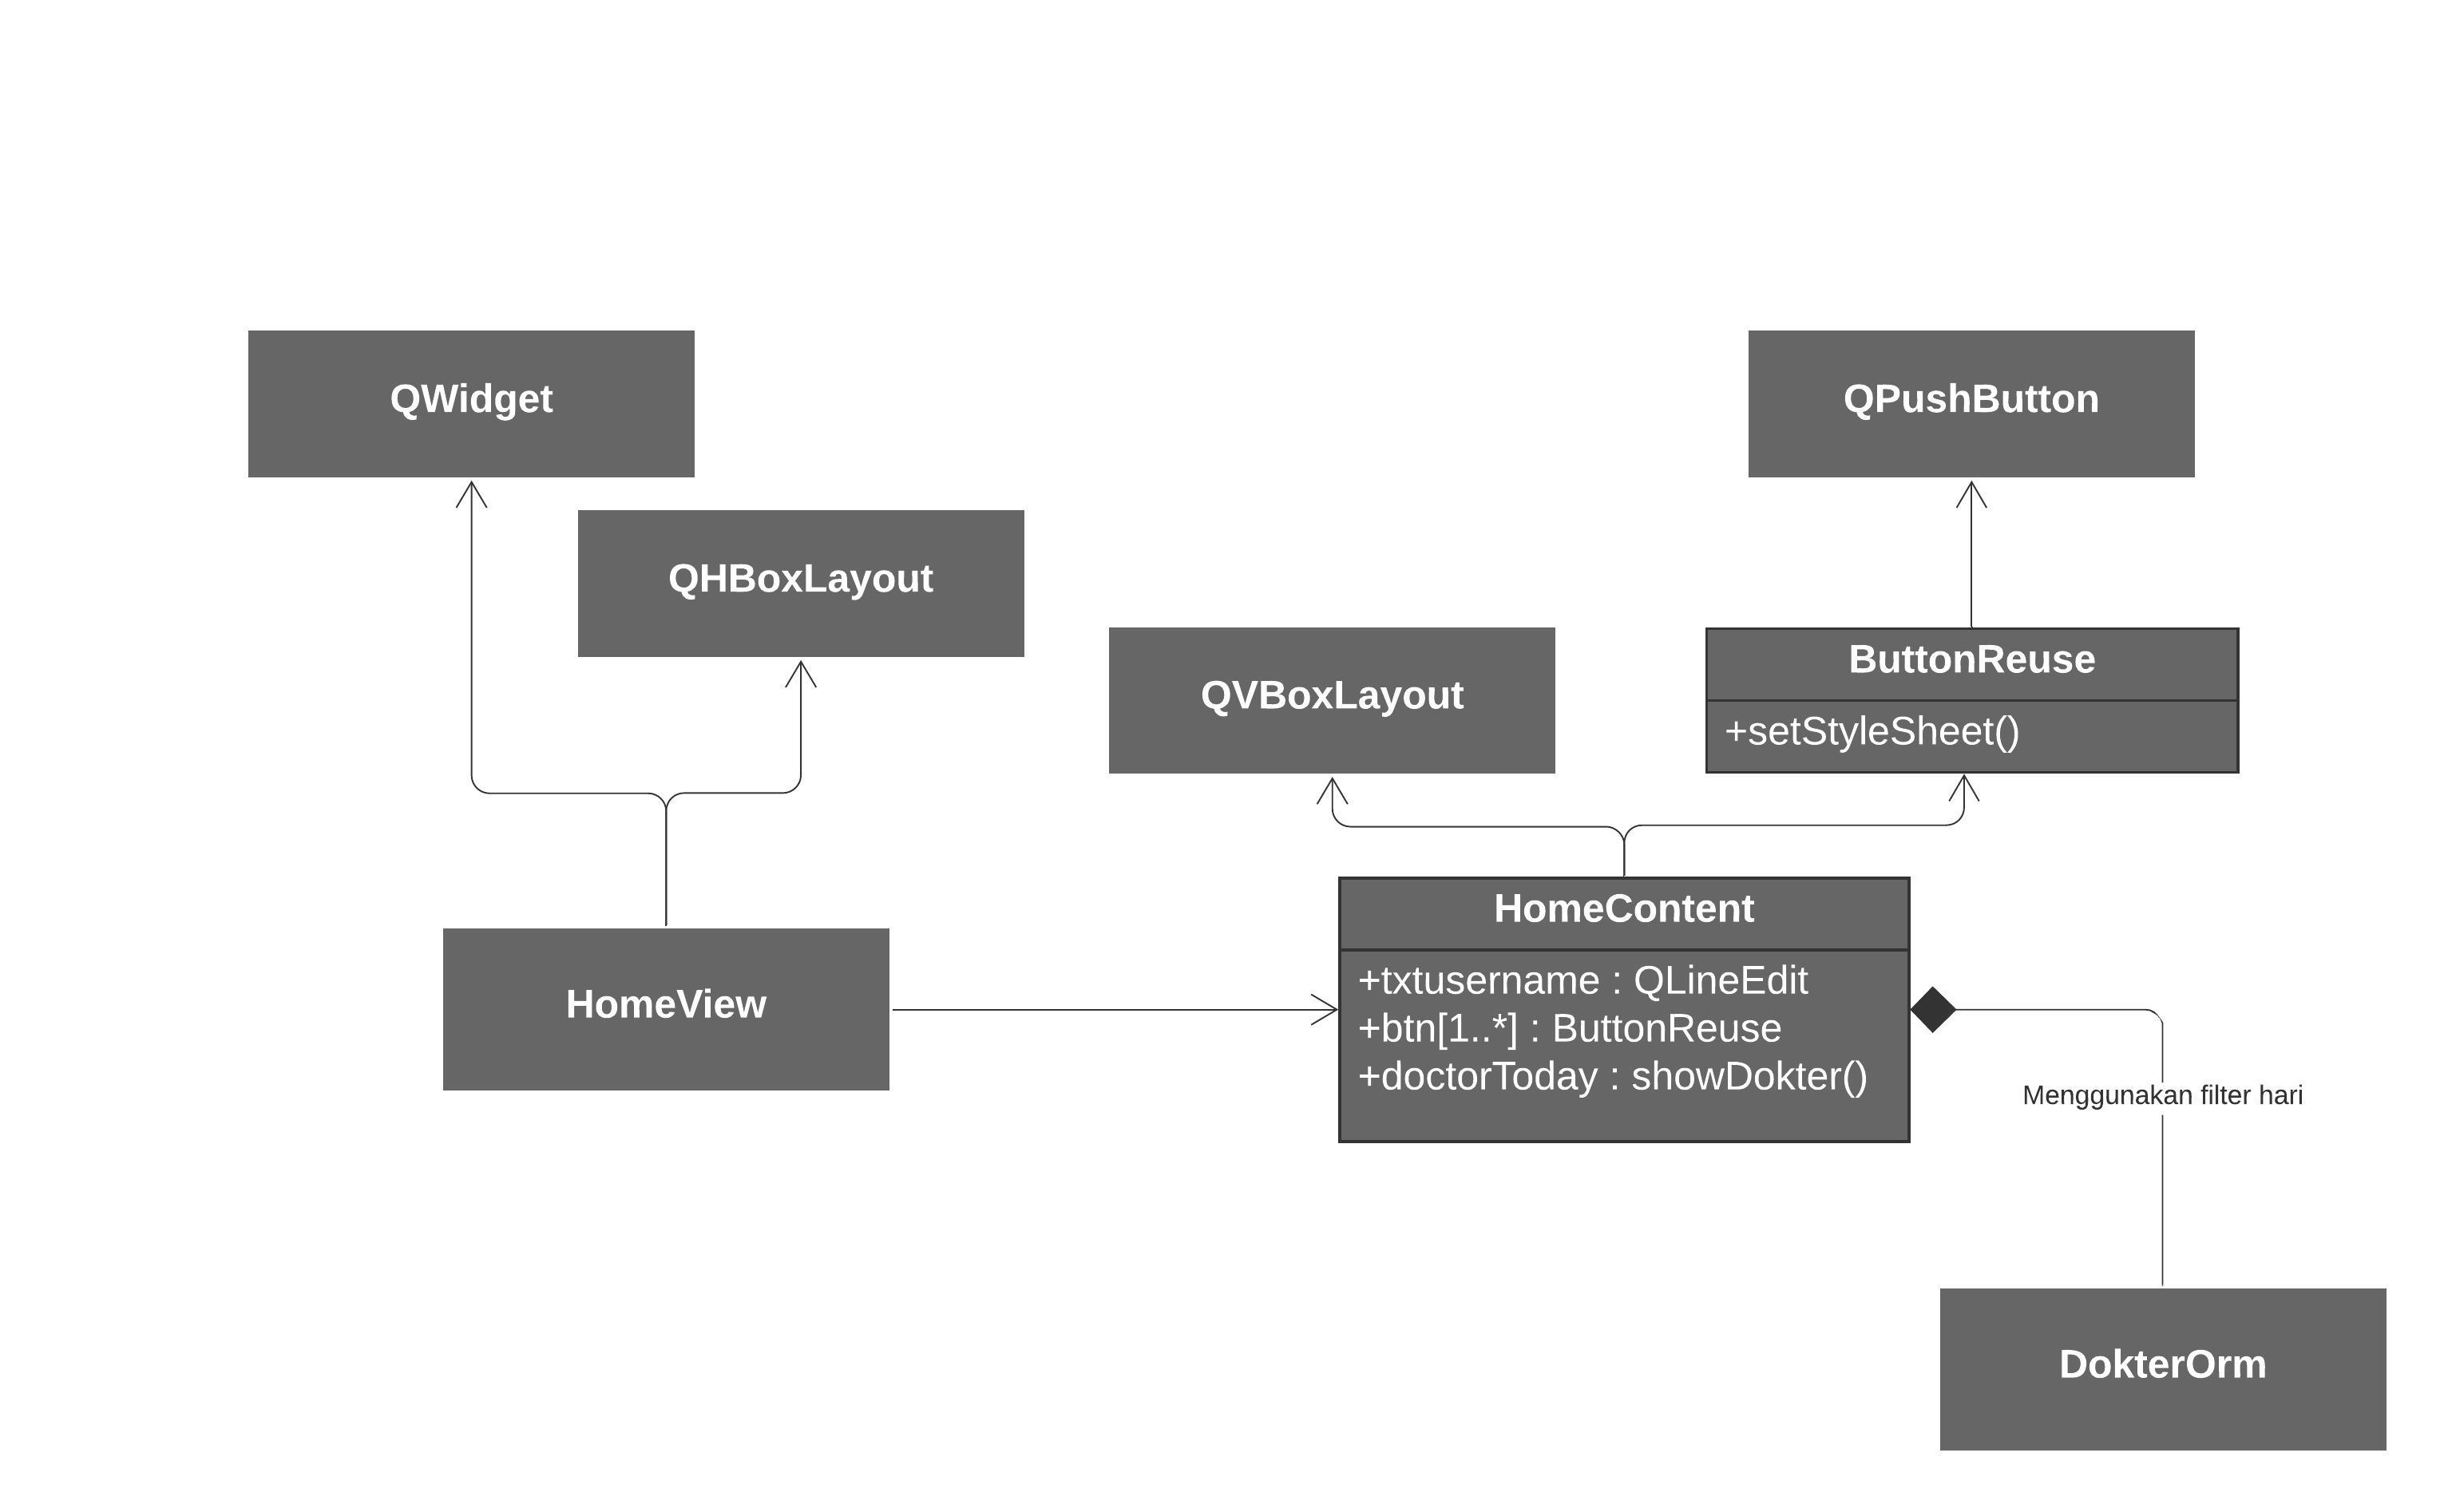 QWidget
QPushButton
QHBoxLayout
QVBoxLayout
ButtonReuse
+setStyleSheet()
HomeView
HomeContent
+txtusername : QLineEdit
+btn[1..*] : ButtonReuse
+doctorToday : showDokter()
Menggunakan filter hari
DokterOrm